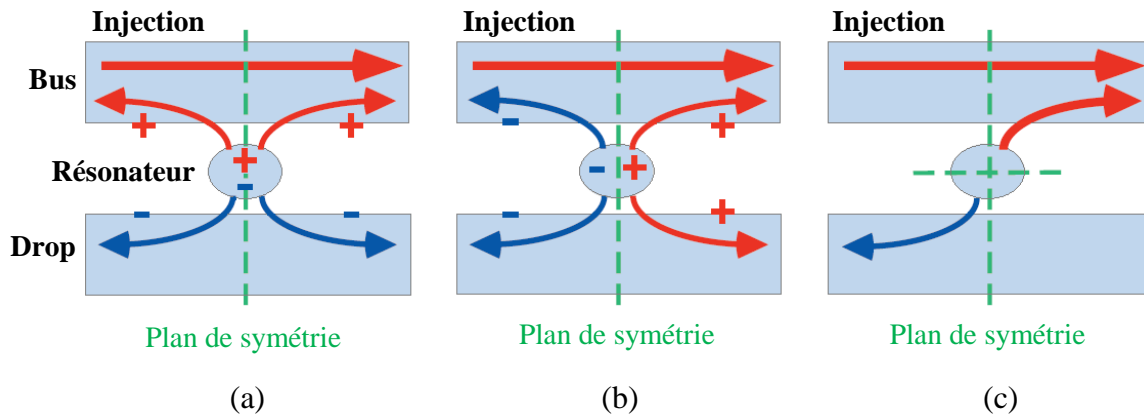 Injection
Injection
Injection
Bus
+
+
-
+
+
Résonateur
-
-
+
-
-
-
+
Drop
Plan de symétrie
Plan de symétrie
Plan de symétrie
(a)
(b)
(c)